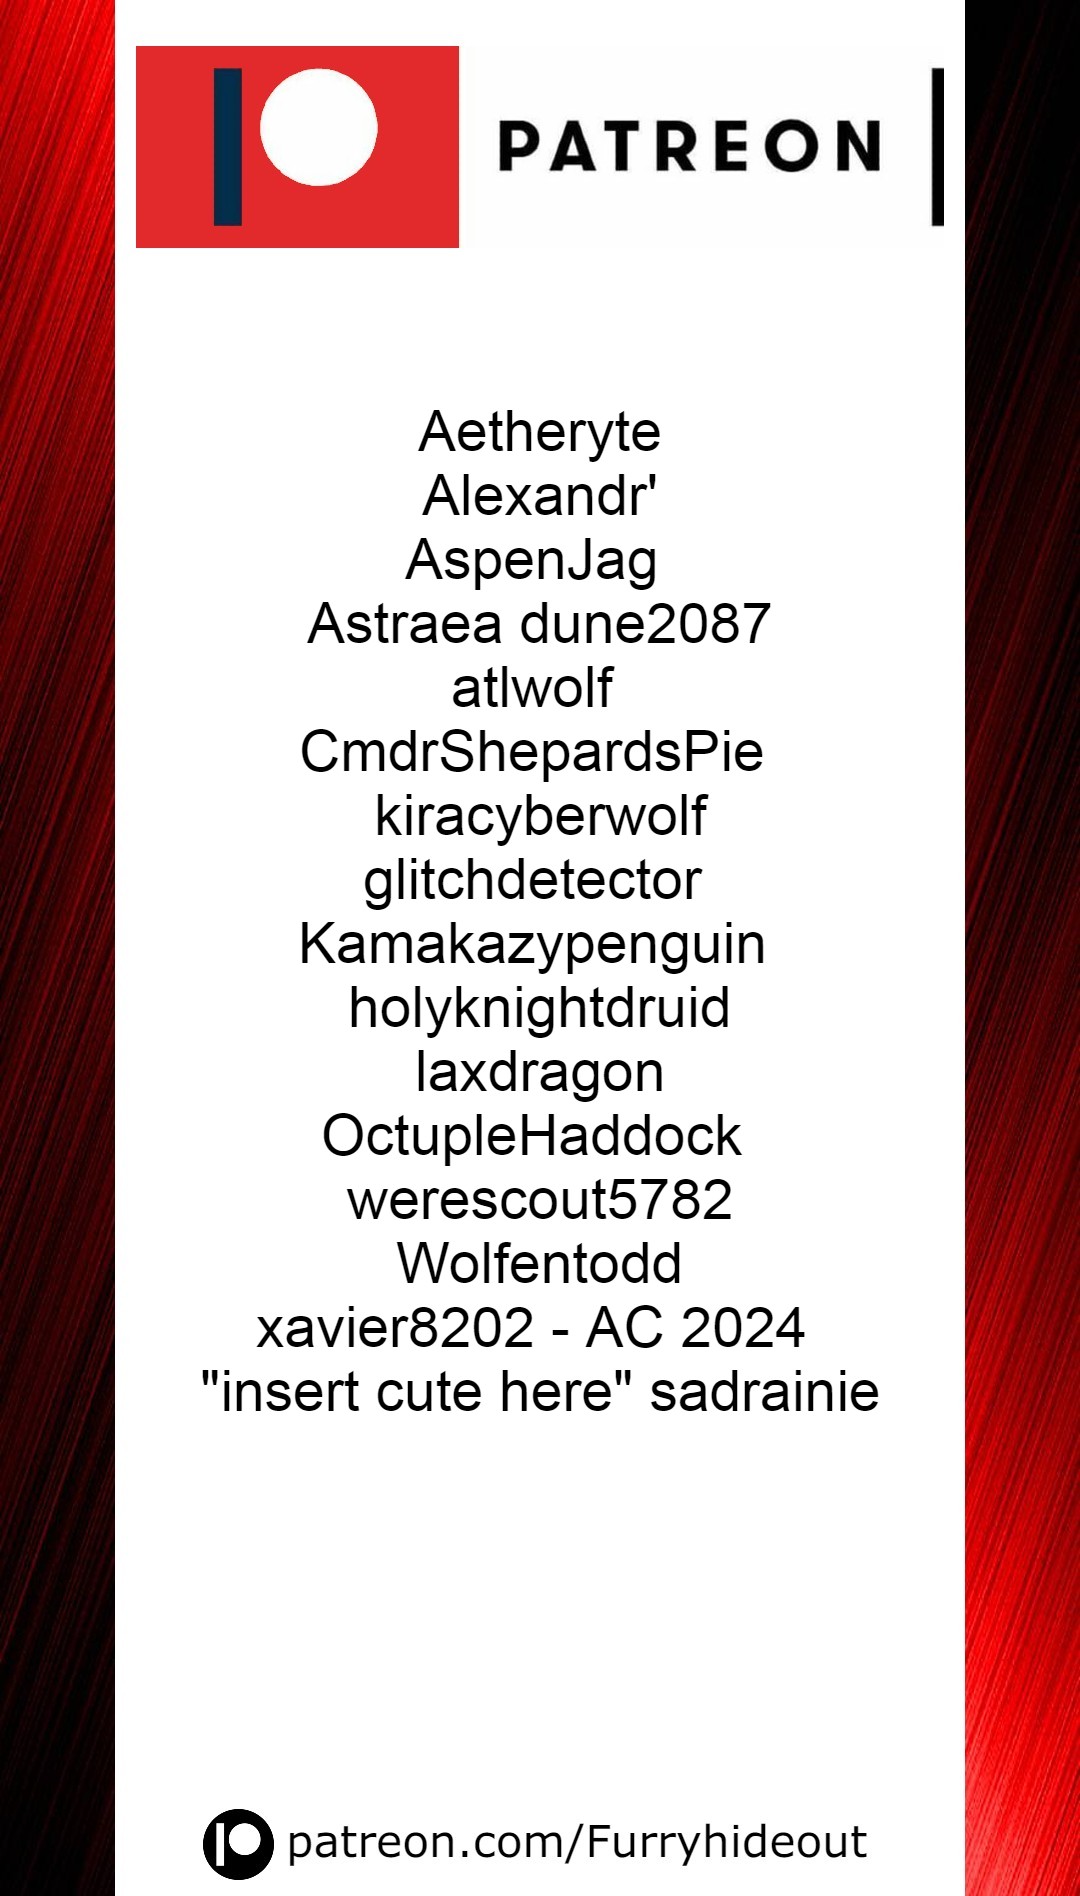 PATREON
Aetheryte
Alexandr'
AspenJag
Astraea dune2087
atlwolf
CmdrShepardsPie
kiracyberwolf
glitchdetector
Kamakazypenguin
holyknightdruid
laxdragon
OctupleHaddock
werescout5782
Wolfentodd
xavier8202 - AC 2024
"insert cute here" sadrainie
patreon.com/Furryhideout